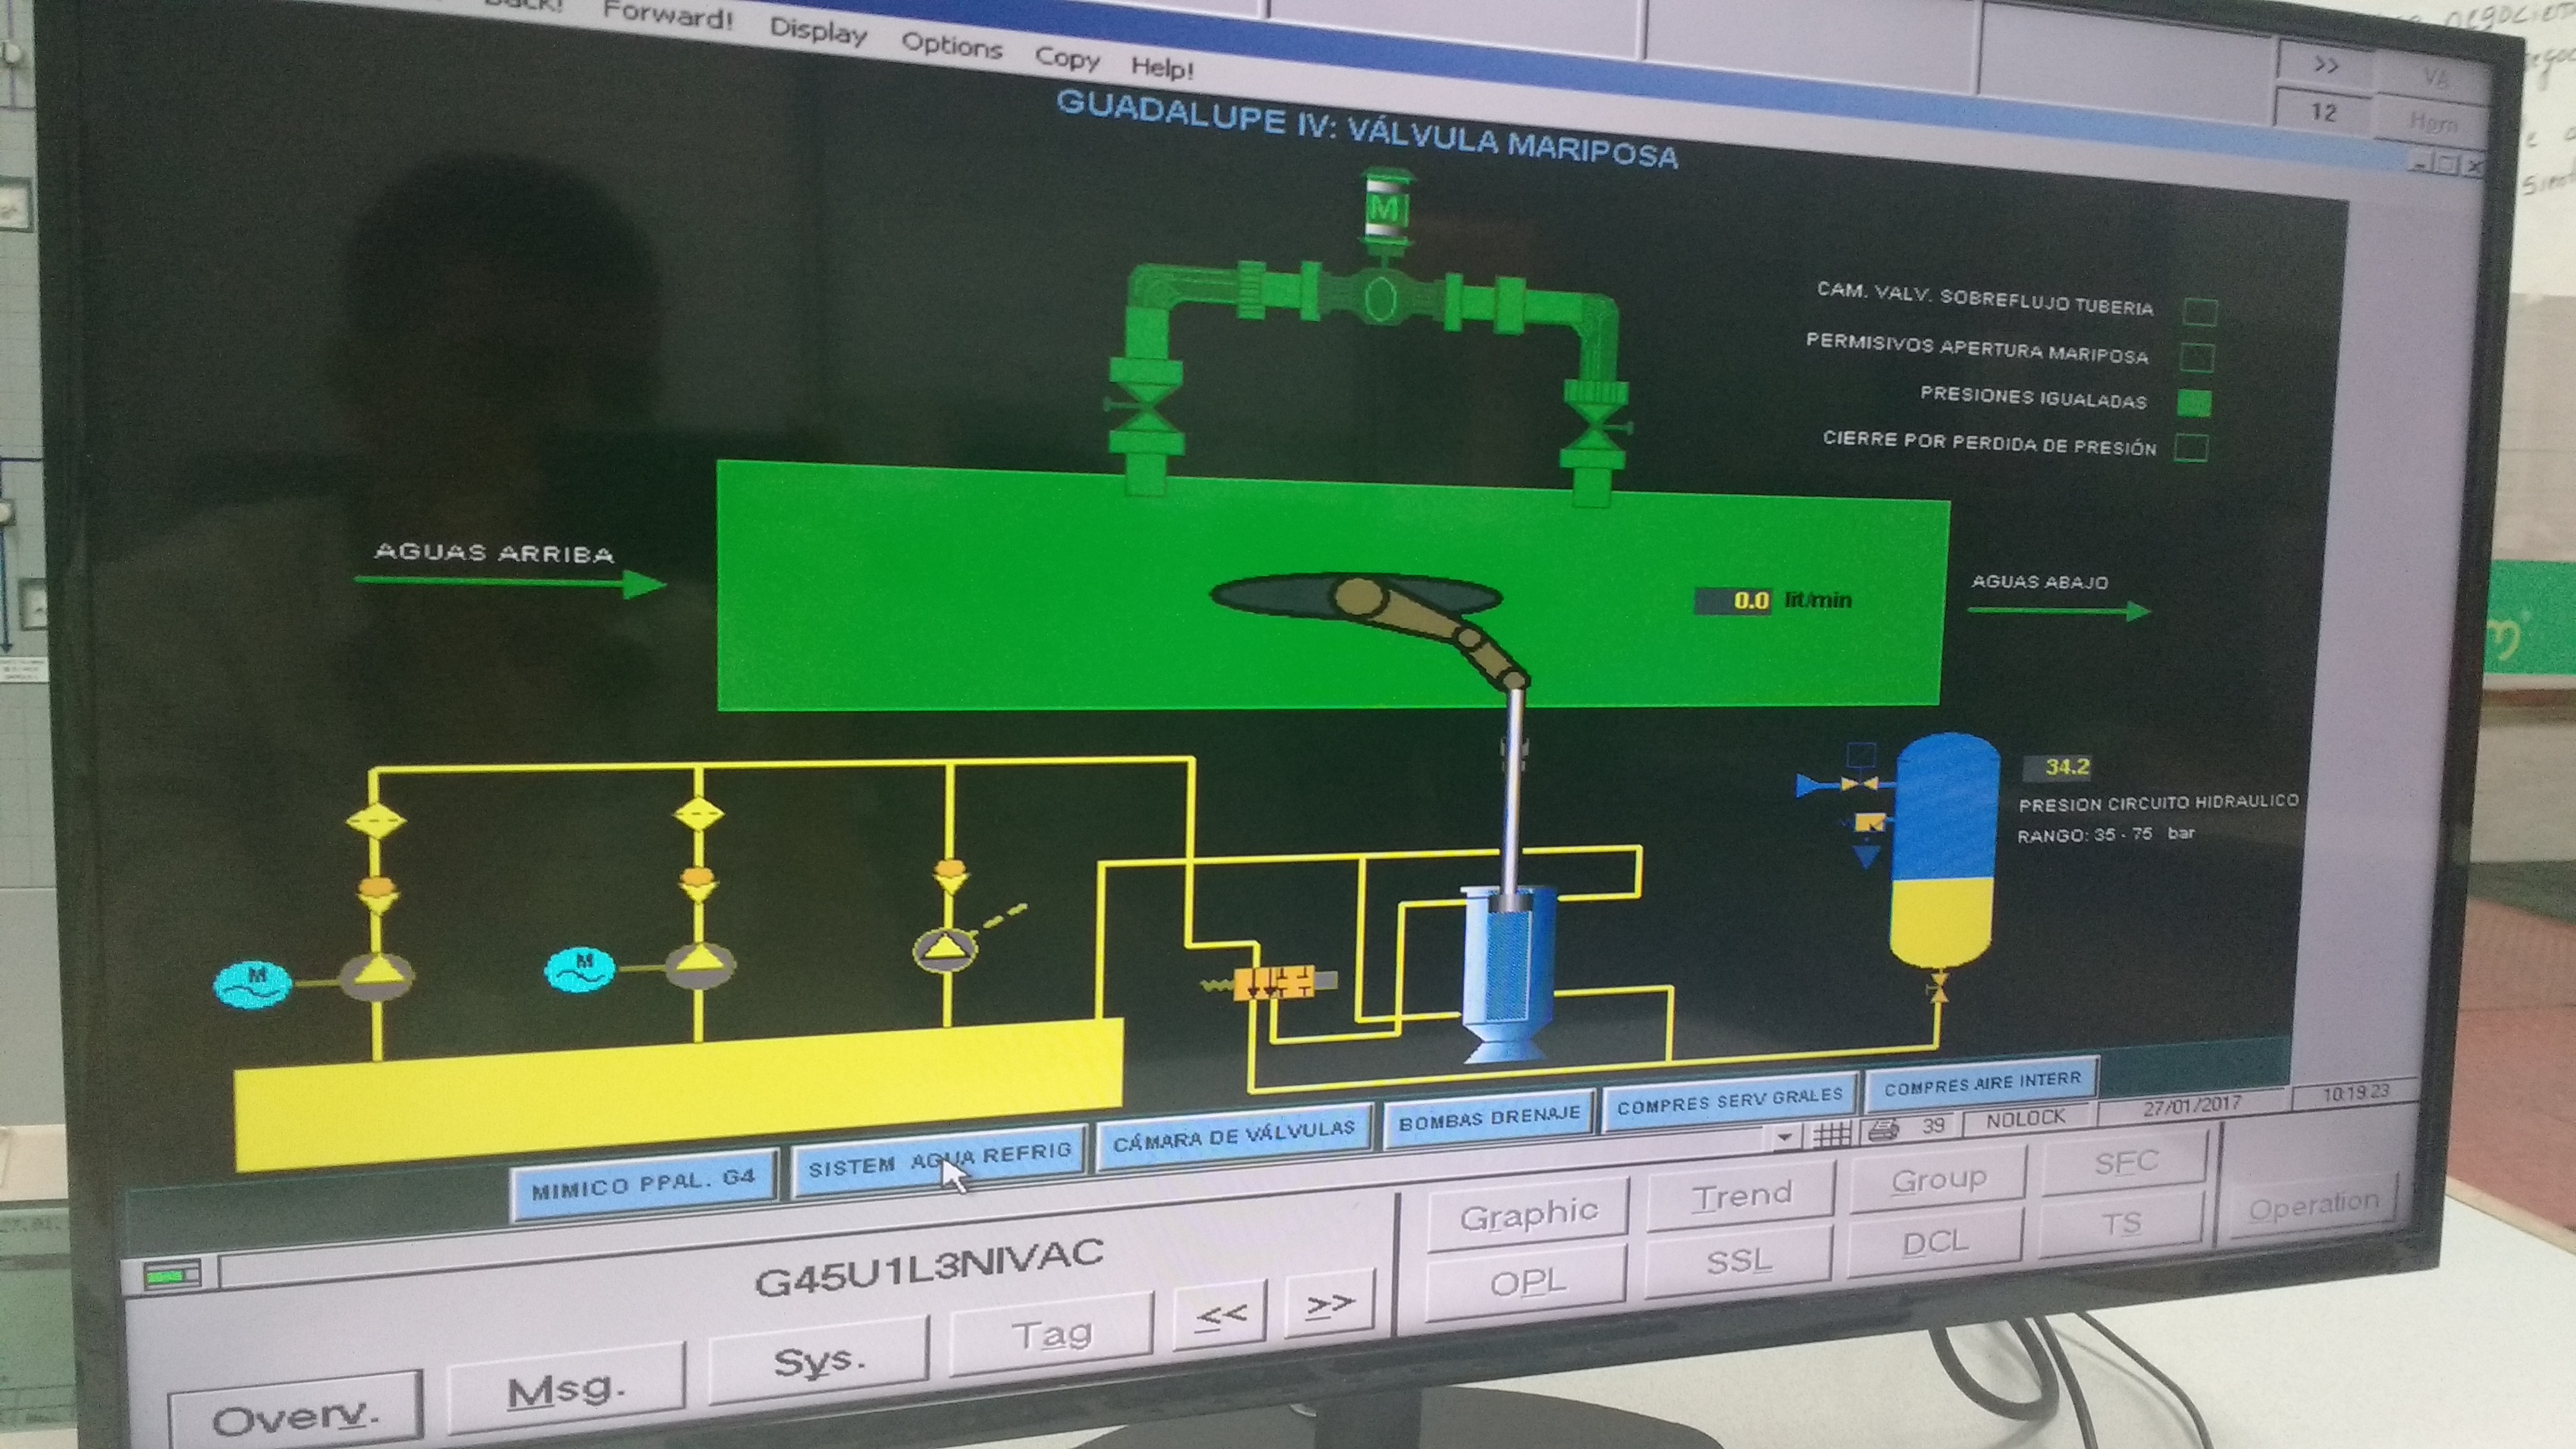 Forward! Display Options Copy Help!
>>
12
VA
Horn
GUADALUPE IV: VÁLVULA MARIPOSA
M
CAM. VALV. SOBREFLUJO TUBERIA
PERMISIVOS APERTURA MARIPOSA
PRESIONES IGUALADAS
CIERRE POR PERDIDA DE PRESIÓN
AGUAS ARRIBA
0.0 lit/min
AGUAS ABAJO
34.2
PRESION CIRCUITO HIDRAULICO
RANGO: 35 - 75 bar
M
M
MIMICO PPAL. G4
SISTEM AGUA REFRIG
CÁMARA DE VÁLVULAS
BOMBAS DRENAJE
COMPRES SERV GRALES
COMPRES AIRE INTERR
39
NOLOCK
27/01/2017
10:19:23
G45U1L3NIVAC
Graphic
Trend
Group
SFC
Operation
Overv.
Msg.
Sys.
Tag
<<
>>
OPL
SSL
DCL
TS